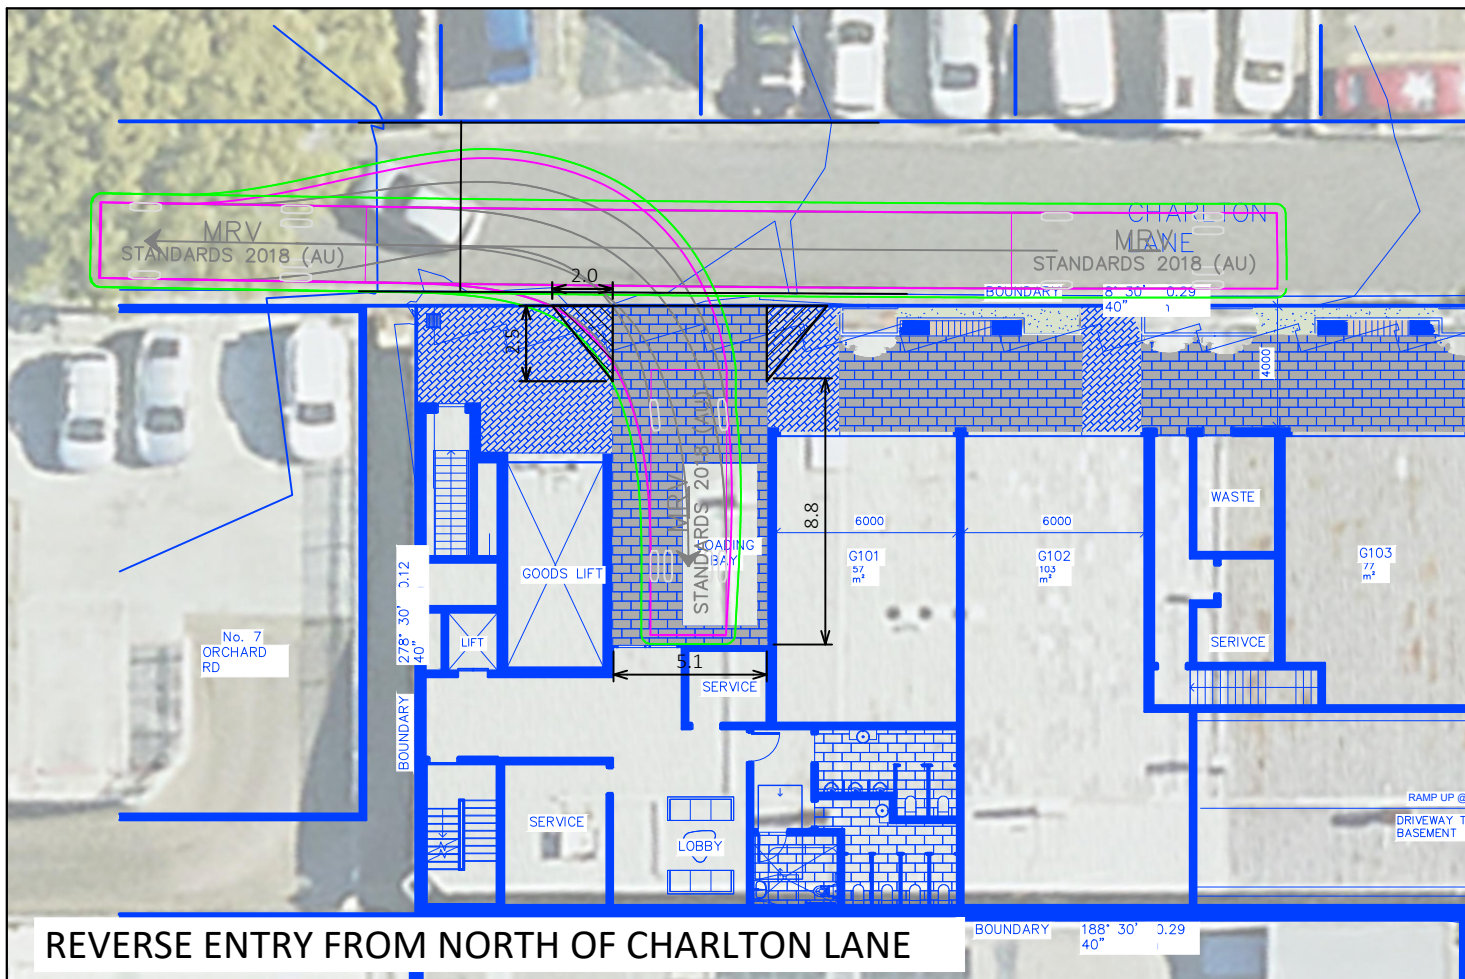 CHARLTON
LANE
MRV
STANDARDS 2018 (AU)
MRV
STANDARDS 2018 (AU)
2.0
BOUNDARY
8° 30'
40"
0.29
2.5
4000
MRV
STANDARDS 2018 (AU)
LOADING
BAY
8.8
6000
6000
WASTE
G101
57
m²
G102
103
m²
G103
77
m²
GOODS LIFT
278° 30'
40"
0.12
BOUNDARY
LIFT
No. 7
ORCHARD
RD
SERIVCE
5.1
SERVICE
SERVICE
LOBBY
RAMP UP @
DRIVEWAY T
BASEMENT
BOUNDARY
188° 30'
40"
0.29
REVERSE ENTRY FROM NORTH OF CHARLTON LANE